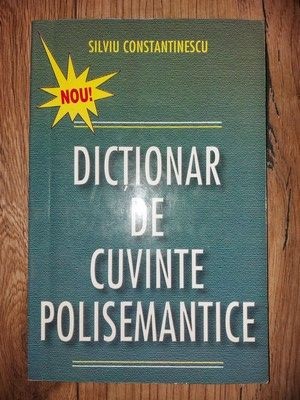 SILVIU CONSTANTINESCU
NOU!
DICȚIONAR
DE
CUVINTE
POLISEMANTICE